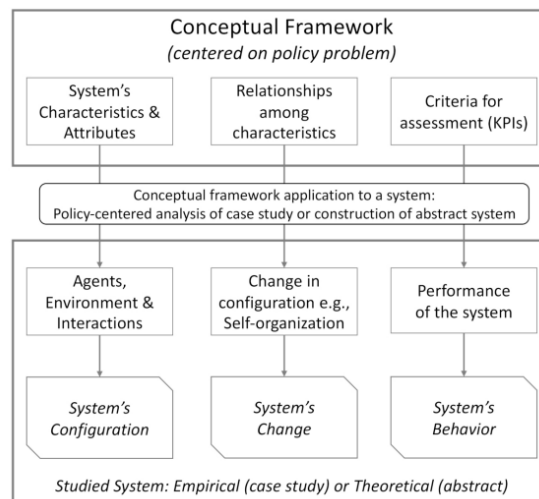 Conceptual Framework
(centered on policy problem)
System's
Characteristics &
Attributes
Relationships
among
characteristics
Criteria for
assessment (KPIs)
Conceptual framework application to a system:
Policy-centered analysis of case study or construction of abstract system
Agents,
Environment &
Interactions
Change in
configuration e.g.,
Self-organization
Performance
of the system
System's
Configuration
System's
Change
System's
Behavior
Studied System: Empirical (case study) or Theoretical (abstract)